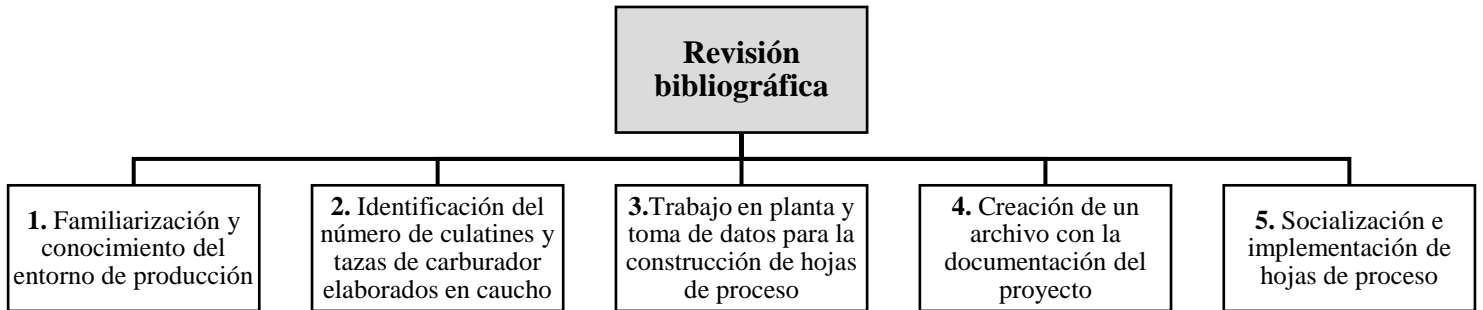 Revisión
bibliográfica
1. Familiarización y
conocimiento del
entorno de producción
2. Identificación del
número de culatines y
tazas de carburador
elaborados en caucho
3.Trabajo en planta y
toma de datos para la
construcción de hojas
de proceso
4. Creación de un
archivo con la
documentación del
proyecto
5. Socialización e
implementación de
hojas de proceso